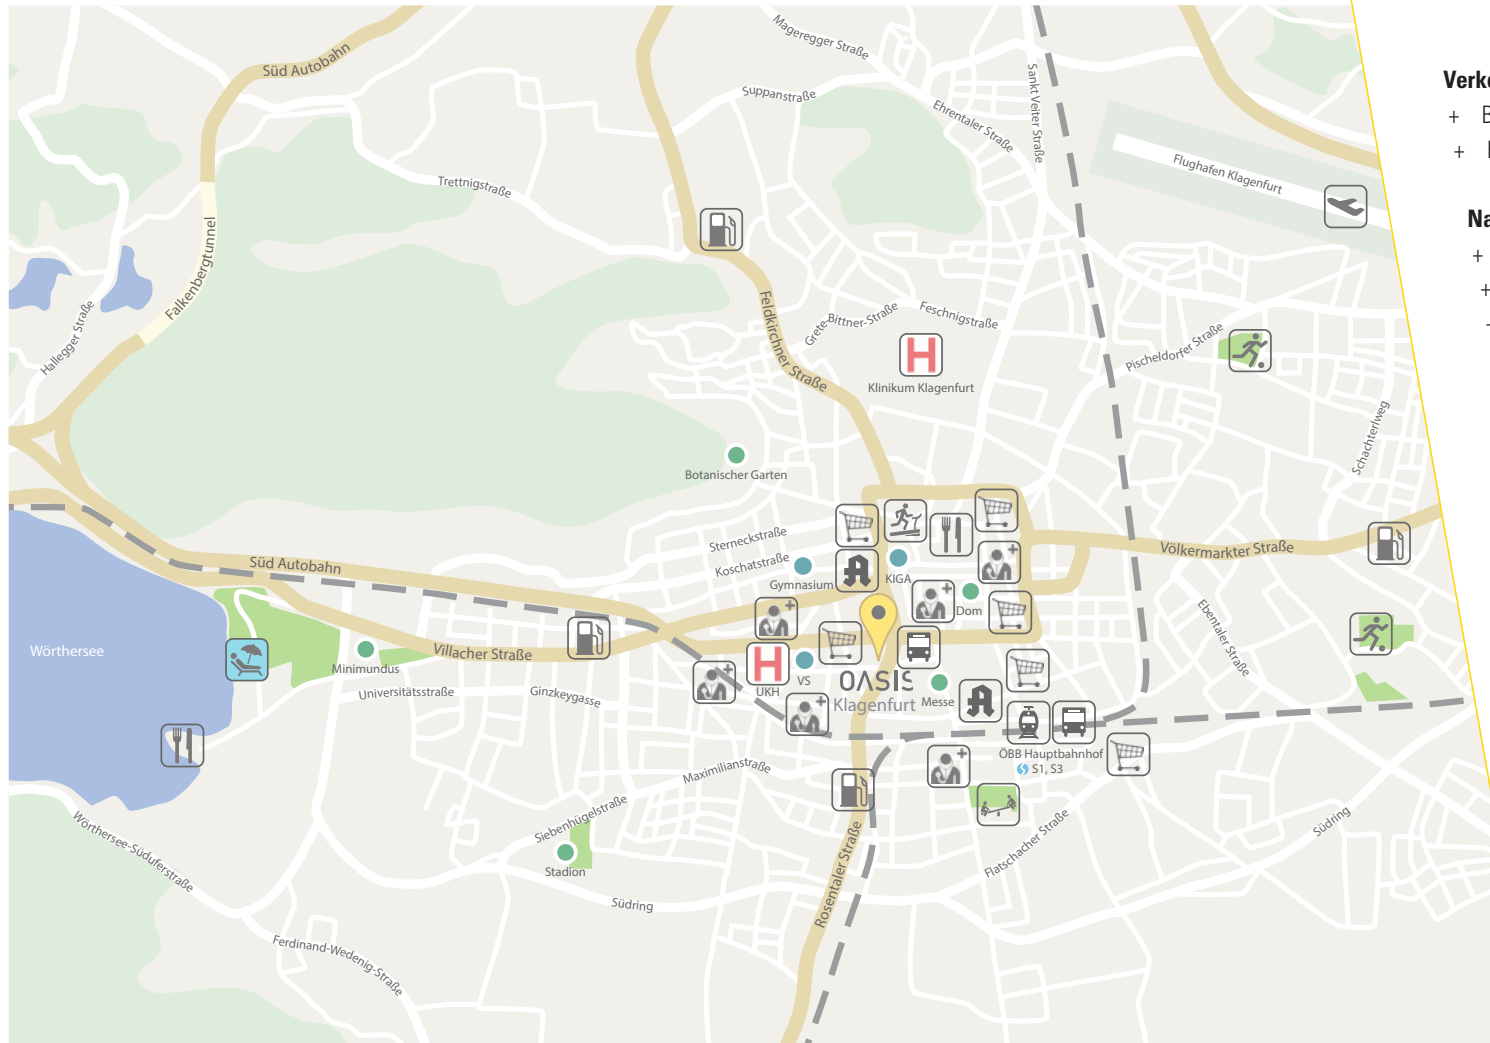 Süd Autobahn
Mageregger Straße
Suppanstraße
Sankt Veiter Straße
Ehrentaler Straße
Flughafen Klagenfurt
Trettnigstraße
Falkenbergtunnel
Hallegger Straße
Feldkirchner Straße
Grete-Bittner-Straße
Feschnigstraße
Pischeldorfer Straße
H
Klinikum Klagenfurt
Schachterlweg
Botanischer Garten
Sterneckstraße
Koschatstraße
Gymnasium
KIGA
Dom
Völkermarkter Straße
Süd Autobahn
Ebentaler Straße
Wörthersee
Minimundus
Villacher Straße
Universitätsstraße
Ginzkeygasse
H
UKH
VS
OASIS
Klagenfurt
Messe
ÖBB Hauptbahnhof
S1, S3
Maximilianstraße
Siebenhügelstraße
Stadion
Südring
Rosentaler Straße
Flatschacher Straße
Südring
Wörthersee-Süduferstraße
Ferdinand-Wedenig-Straße
Verk
+ B
+
Na
+
+